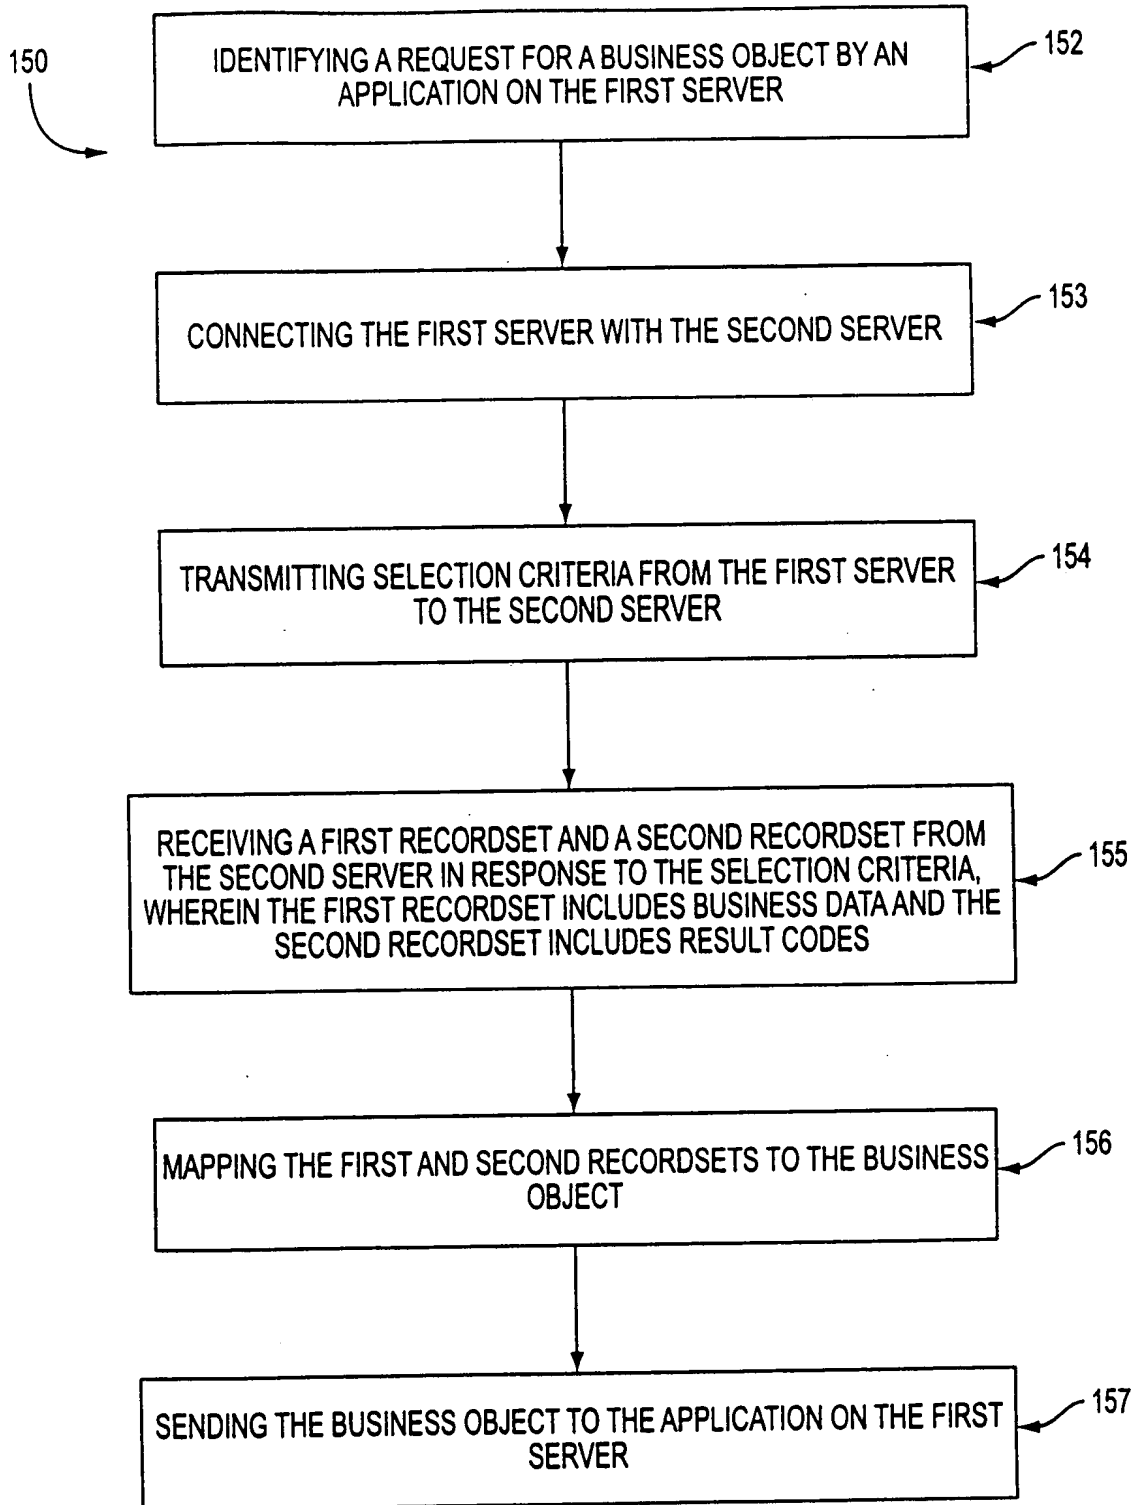 150
IDENTIFYING A REQUEST FOR A BUSINESS OBJECT BY AN
APPLICATION ON THE FIRST SERVER
152
CONNECTING THE FIRST SERVER WITH THE SECOND SERVER
153
TRANSMITTING SELECTION CRITERIA FROM THE FIRST SERVER
TO THE SECOND SERVER
154
RECEIVING A FIRST RECORDSET AND A SECOND RECORDSET FROM
THE SECOND SERVER IN RESPONSE TO THE SELECTION CRITERIA,
WHEREIN THE FIRST RECORDSET INCLUDES BUSINESS DATA AND THE
SECOND RECORDSET INCLUDES RESULT CODES
155
MAPPING THE FIRST AND SECOND RECORDSETS TO THE BUSINESS
OBJECT
156
SENDING THE BUSINESS OBJECT TO THE APPLICATION ON THE FIRST
SERVER
157